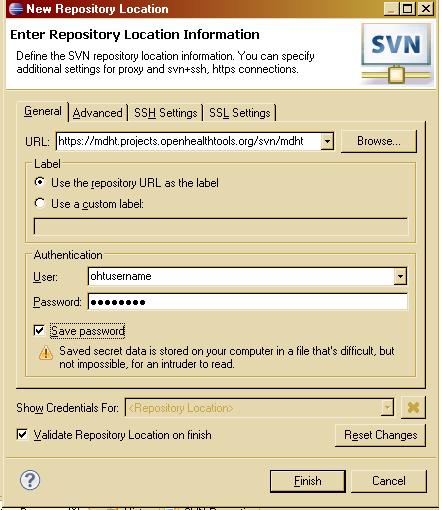 New Repository Location
Enter Repository Location Information
Define the SVN repository location information. You can specify
additional settings for proxy and svn+ssh, https connections.
SVN
General Advanced SSH Settings SSL Settings
URL: https://mdht.projects.openhealthtools.org/svn/mdht Browse...
Label
Use the repository URL as the label
Use a custom label:
Authentication
User: ohtusername
Password: ●●●●●●●●
Save password
Saved secret data is stored on your computer in a file that's difficult, but
not impossible, for an intruder to read.
Show Credentials For: <Repository Location>
Validate Repository Location on finish Reset Changes
? Finish Cancel